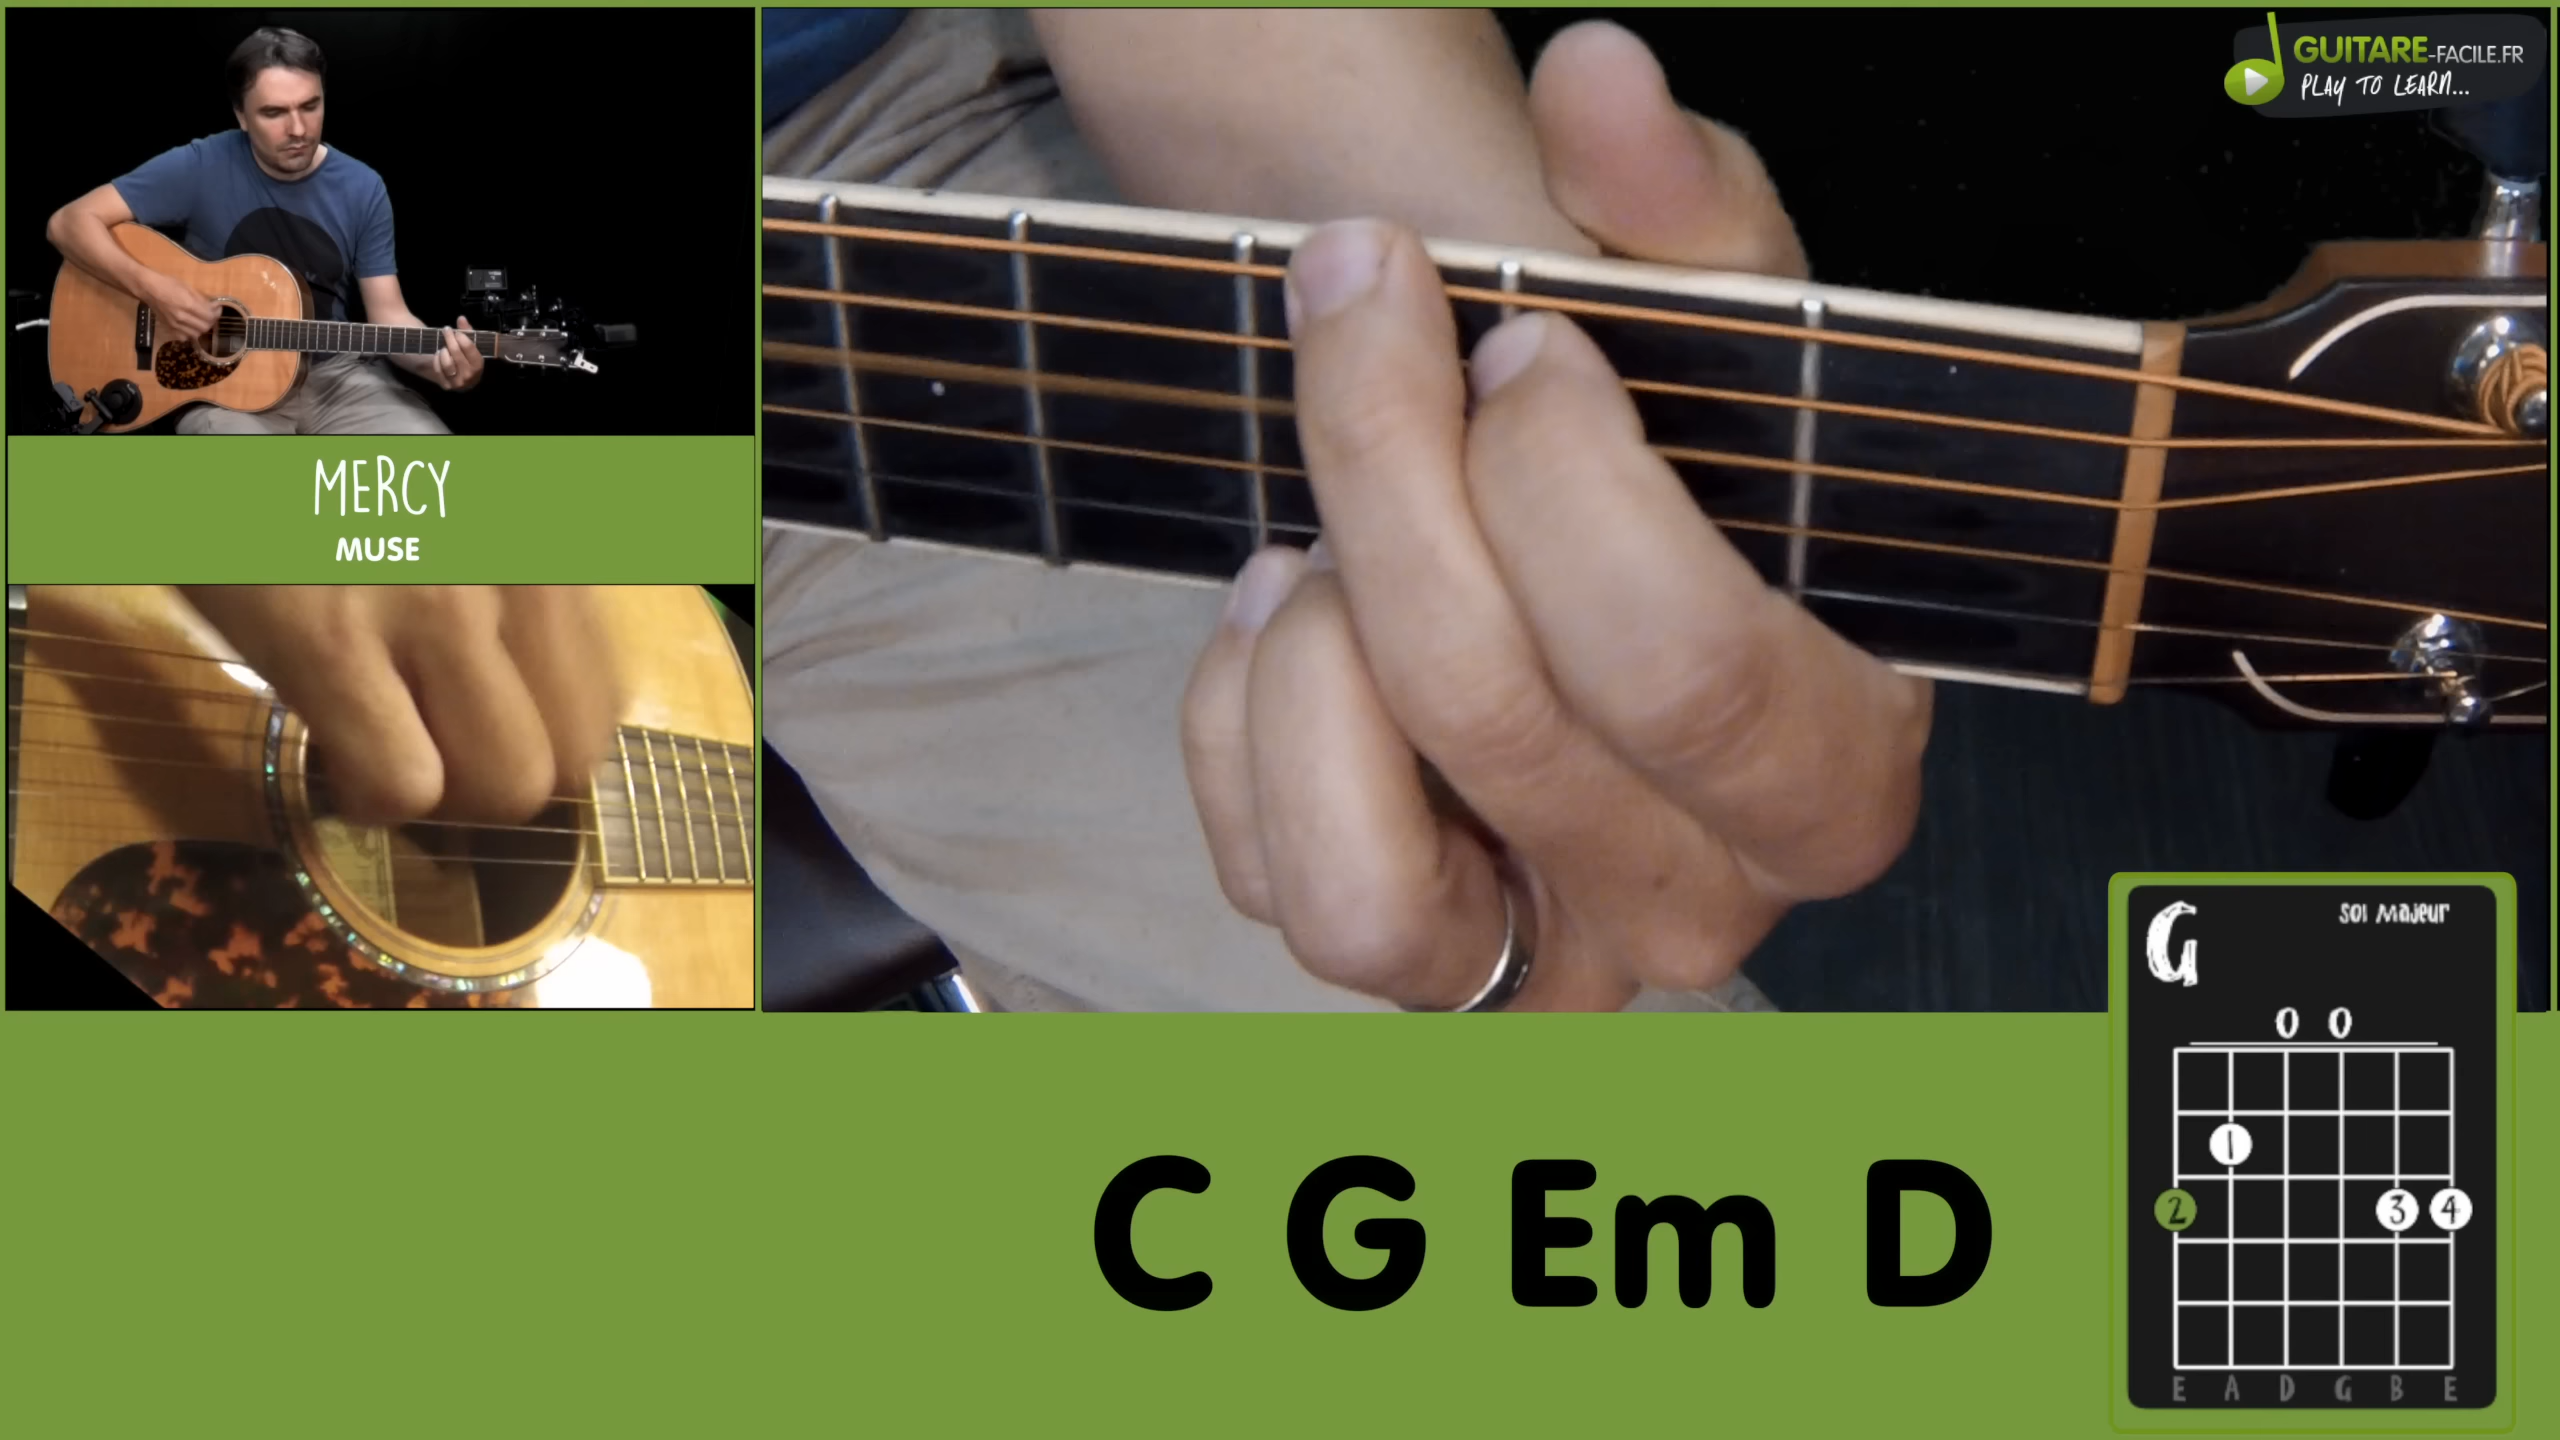 GUITARE-FACILE.FR
PLAY TO LEARN...
MERCY
MUSE
C G Em D
G
Sol Majeur
0 0
1
2 3 4
E A D G B E